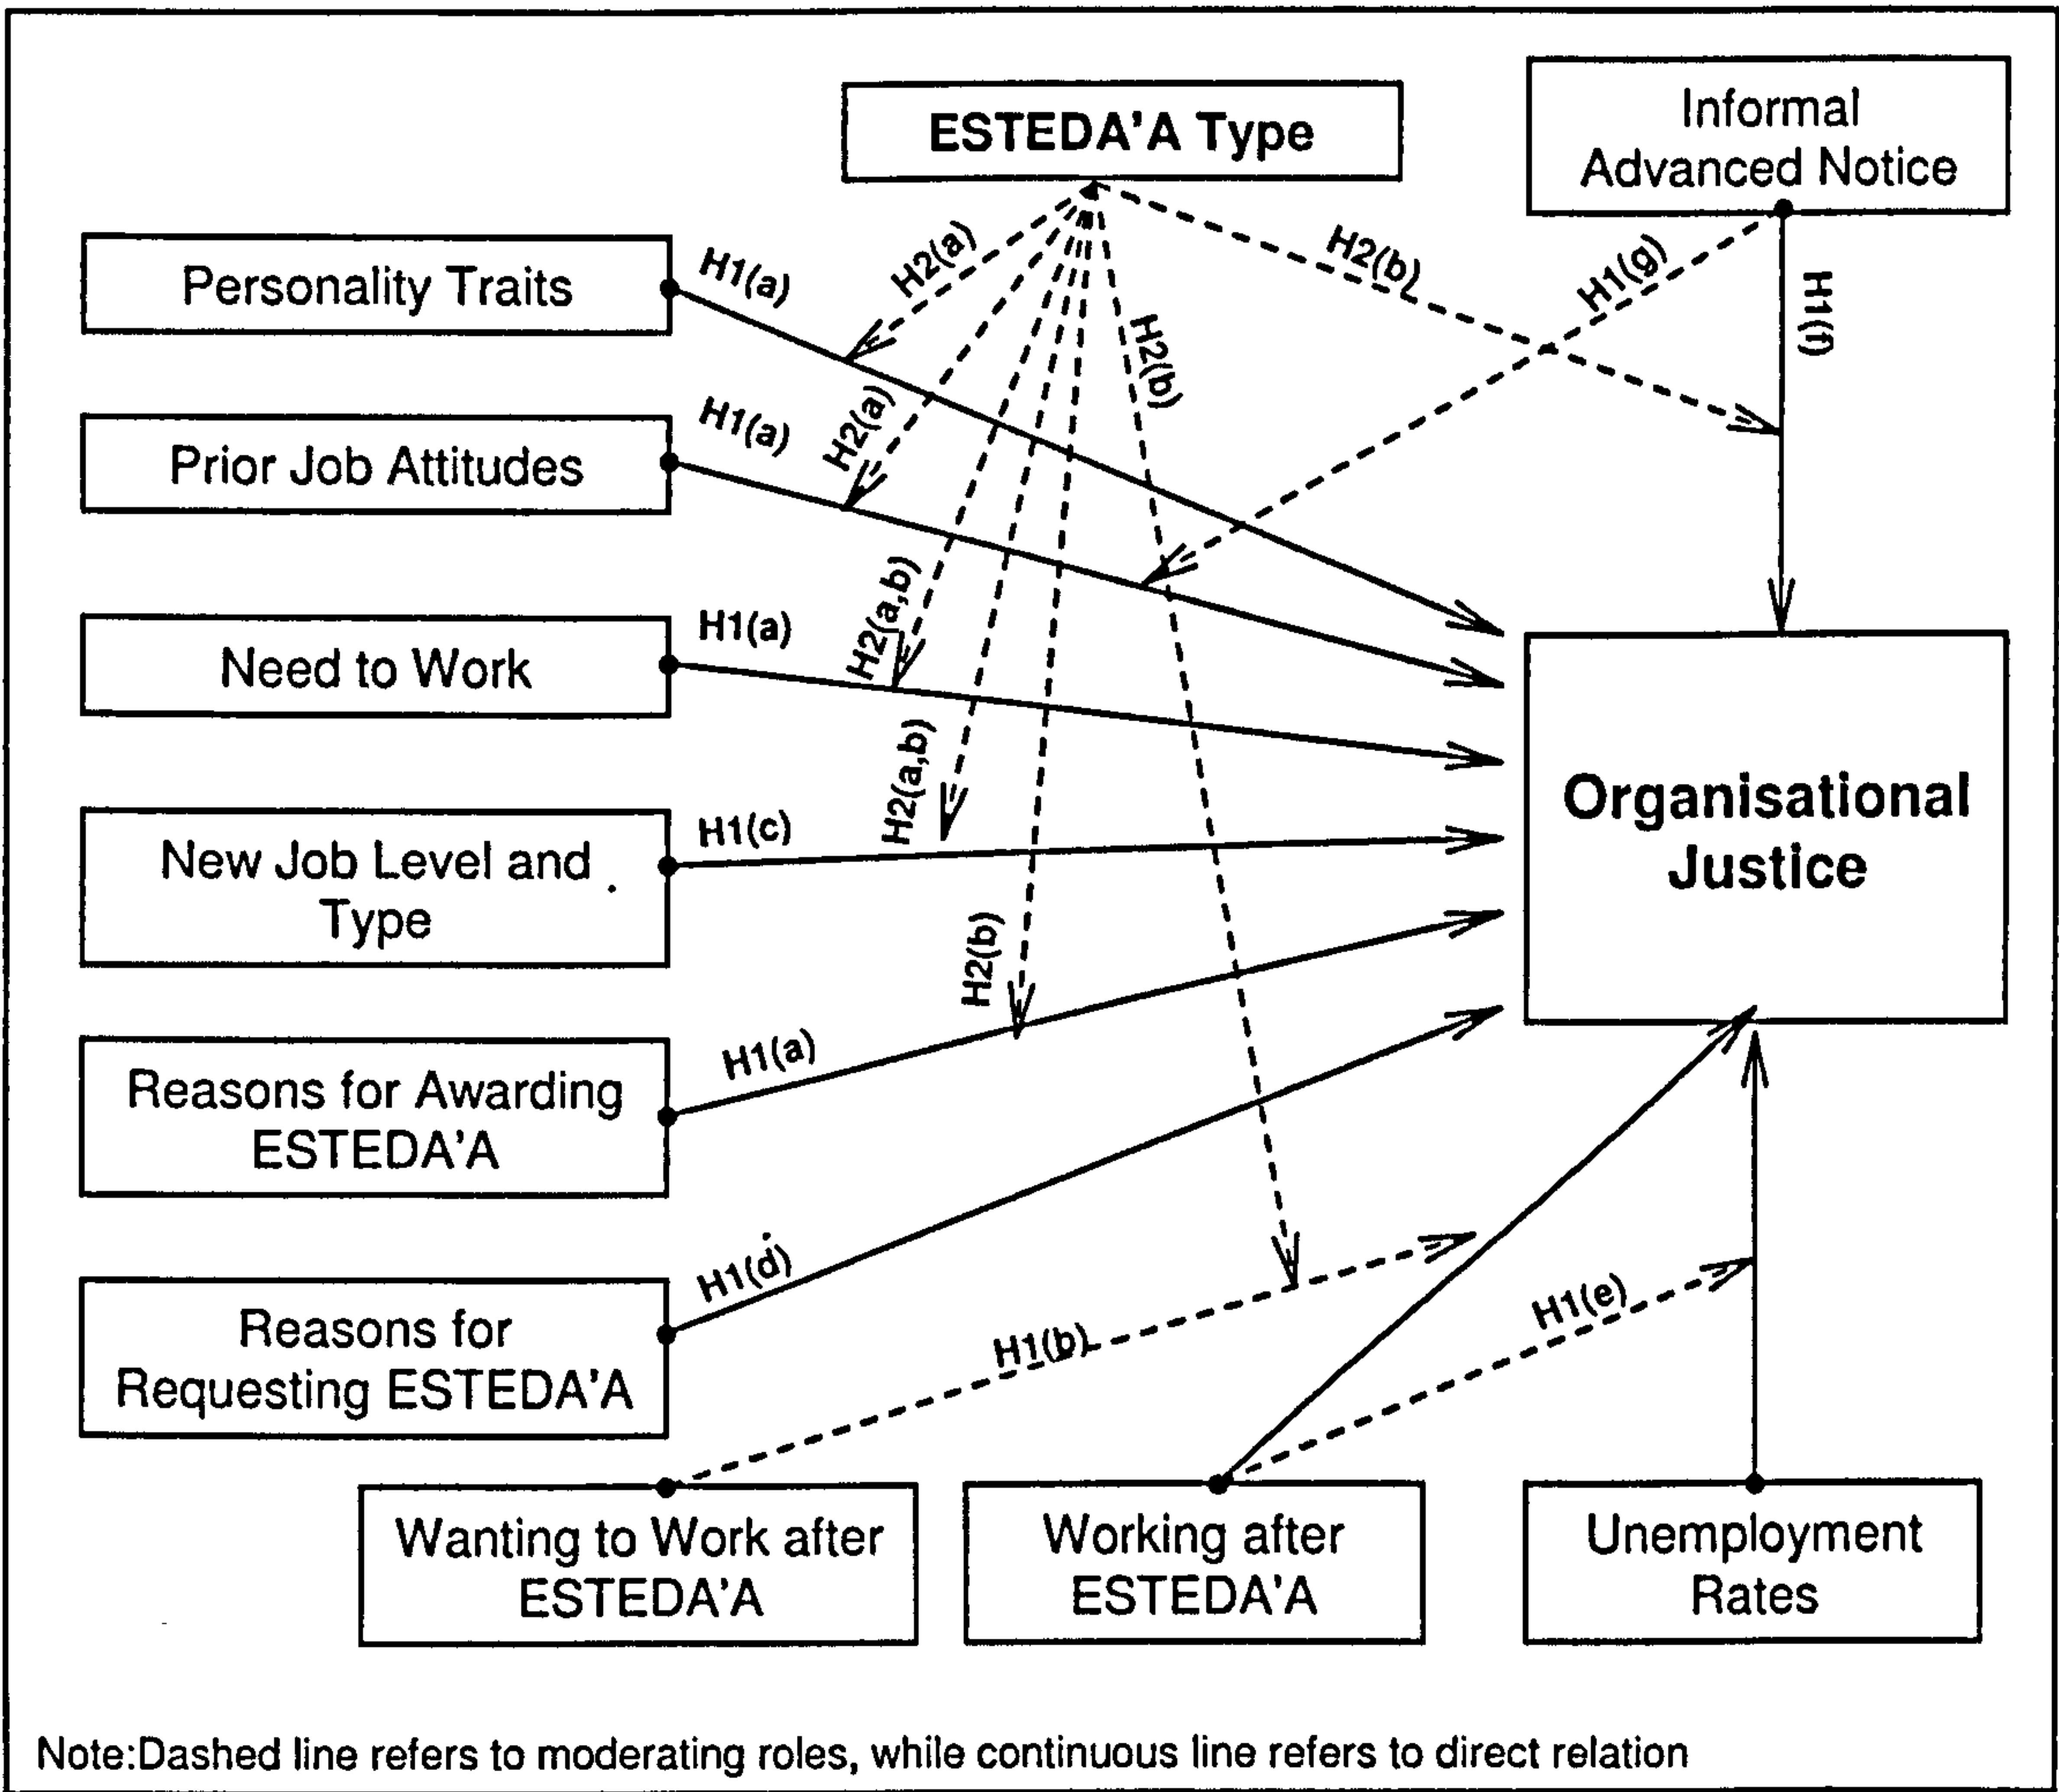 ESTEDA'A Type
Informal
Advanced Notice
Personality Traits
H1(a)
H2(a)
H2(b)
H1(g)
H1(f)
H2(b)
Prior Job Attitudes
H1(a)
H2(a)
Need to Work
H1(a)
H2(a,b)
New Job Level and
Type
H1(c)
H2(a,b)
Organisational
Justice
H2(b)
Reasons for Awarding
ESTEDA'A
H1(a)
Reasons for
Requesting ESTEDA'A
H1(d)
H1(b)
H1(e)
Wanting to Work after
ESTEDA'A
Working after
ESTEDA'A
Unemployment
Rates
Note:Dashed line refers to moderating roles, while continuous line refers to direct relation